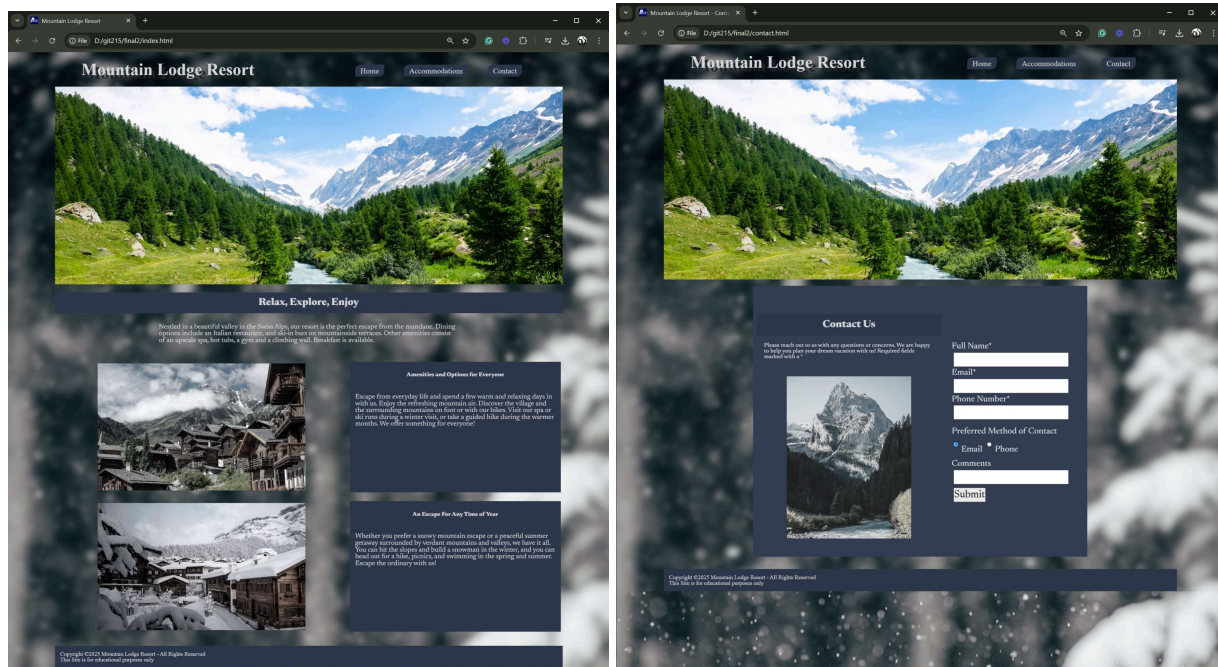 Mountain Lodge Resort
File D:/git215/final2/index.html
Mountain Lodge Resort
Home Accommodations Contact
Relax, Explore, Enjoy
Nestled in a beautiful valley in the Swiss Alps, our resort is the perfect escape from the mundane. Dining
options include an Italian restaurant, and ski-in bars on mountainside terraces. Other amenities consist
of an upscale spa, hot tubs, a gym and a climbing wall. Breakfast is available.
Amenities and Options for Everyone
Escape from everyday life and spend a few warm and relaxing days in
with us. Enjoy the refreshing mountain air. Discover the village and
the surrounding mountains on foot or with our bikes. Visit our spa or
ski runs during a winter visit, or take a guided hike during the warmer
months. We offer something for everyone!
An Escape For Any Time of Year
Whether you prefer a snowy mountain escape or a peaceful summer
getaway surrounded by verdant mountains and valleys, we have it all.
You can hit the slopes and build a snowman in the winter, and you can
head out for a hike, picnics, and swimming in the spring and summer.
Escape the ordinary with us!
Copyright ©2025 Mountain Lodge Resort - All Rights Reserved
This Site is for educational purposes only
Mountain Lodge Resort - Con
File D:/git215/final2/contact.html
Mountain Lodge Resort
Home Accommodations Contact
Contact Us
Please reach out to us with any questions or concerns. We are happy
to help you plan your dream vacation with us! Required fields
marked with a *
Full Name*
Email*
Phone Number*
Preferred Method of Contact
Email Phone
Comments
Submit
Copyright ©2025 Mountain Lodge Resort - All Rights Reserved
This Site is for educational purposes only